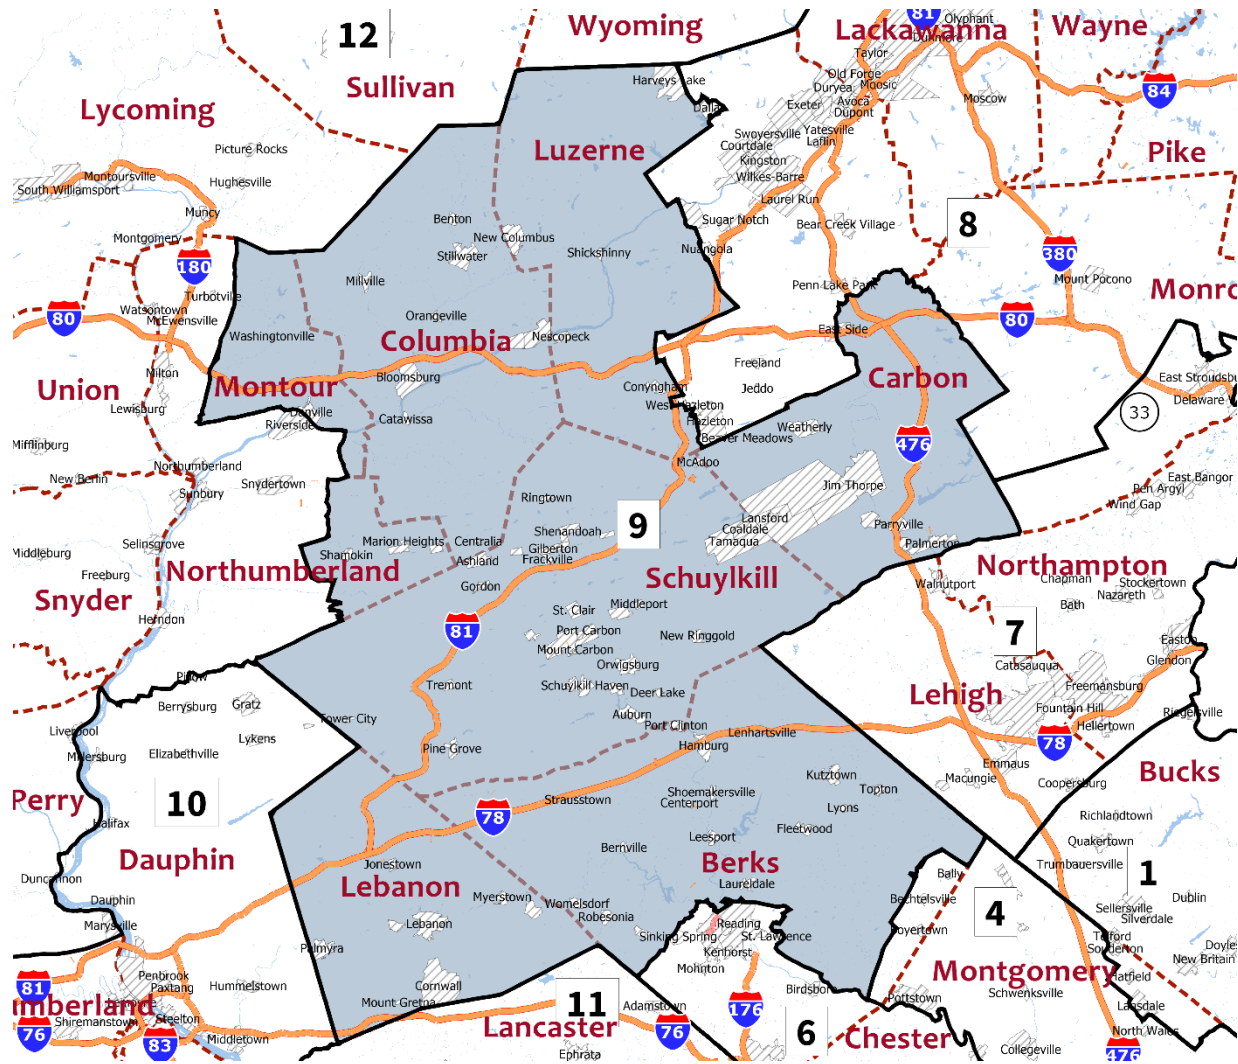 12
Wyoming
81
Olyphant
Lackawanna
Wayne
Dunmore
Taylor
Sullivan
Harveys Lake
Old Forge
Duryea
Moosic
84
Lycoming
Exeter
Avoca
Dupont
Moscow
Dalla
Swoyersville
Yatesville
Courtdale
Laflin
Picture Rocks
Luzerne
Kingston
Pike
Montoursville
Hughesville
Wilkes-Barre
South Williamsport
Laurel Run
Muncy
Benton
Sugar Notch
Bear Creek Village
8
Montgomery
New Columbus
Nuangola
Stillwater
Shickshinny
380
180
Millville
Penn Lake Park
Mount Pocono
Monro
Turbotville
Watsontown
McEwensville
80
Orangeville
80
Washingtonville
Columbia
Nescopeck
East Side
Freeland
Milton
Bloomsburg
Union
Montour
Conyngham
Jeddo
Carbon
East Stroudsbu
Lewisburg
Danville
Riverside
Catawissa
West Hazleton
Hazleton
Weatherly
Delaware
33
Mifflinburg
Beaver Meadows
476
Northumberland
McAdoo
New Berlin
Snydertown
Sunbury
Ringtown
Jim Thorpe
East Bangor
Pen Argyl
Wind Gap
9
Lansford
Coaldale
Parryville
Selinsgrove
Marion Heights
Centralia
Shenandoah
Tamaqua
Palmerton
Middleburg
Shamokin
Gilberton
Ashland
Frackville
Northumberland
Freeburg
Gordon
Schuylkill
Walnutport
Northampton
Chapman
Stockertown
Snyder
Nazareth
Bath
Herndon
St. Clair
Middleport
81
Port Carbon
New Ringgold
7
Easton
Mount Carbon
Glendon
Orwigsburg
Catasauqua
Pillow
Tremont
Schuylkill Haven
Deer Lake
Lehigh
Freemansburg
Berrysburg
Gratz
Tower City
Auburn
Port Clinton
Fountain Hill
Riegelsville
Liverpool
Lykens
Lenhartsville
Hellertown
Millersburg
Elizabethville
Pine Grove
Hamburg
78
Emmaus
Kutztown
Macungie
Coopersburg
Bucks
Perry
10
Strausstown
Shoemakersville
Centerport
Topton
Lyons
Richlandtown
Halifax
78
Fleetwood
Leesport
Quakertown
Dauphin
Jonestown
Bernville
Berks
Trumbauersville
Duncannon
Lebanon
Laureldale
Bally
1
Dauphin
Myerstown
Womelsdorf
Bechtelsville
4
Dublin
Robesonia
Sellersville
Silverdale
Marysville
Lebanon
Reading
Boyertown
Sinking Spring
St. Lawrence
Telford
Souderton
Palmyra
Kenhorst
Doyles
New Britain
Mohnton
Montgomery
Hatfield
Penbrook
Paxtang
81
Hummelstown
Cornwall
Birdsboro
Pottstown
Schwenksville
Mount Gretna
11
Adamstown
Lansdale
mberland
176
Shiremanstown
Steelton
76
Lancaster
76
6
Chester
North Wales
Middletown
83
Ephrata
Collegeville
476